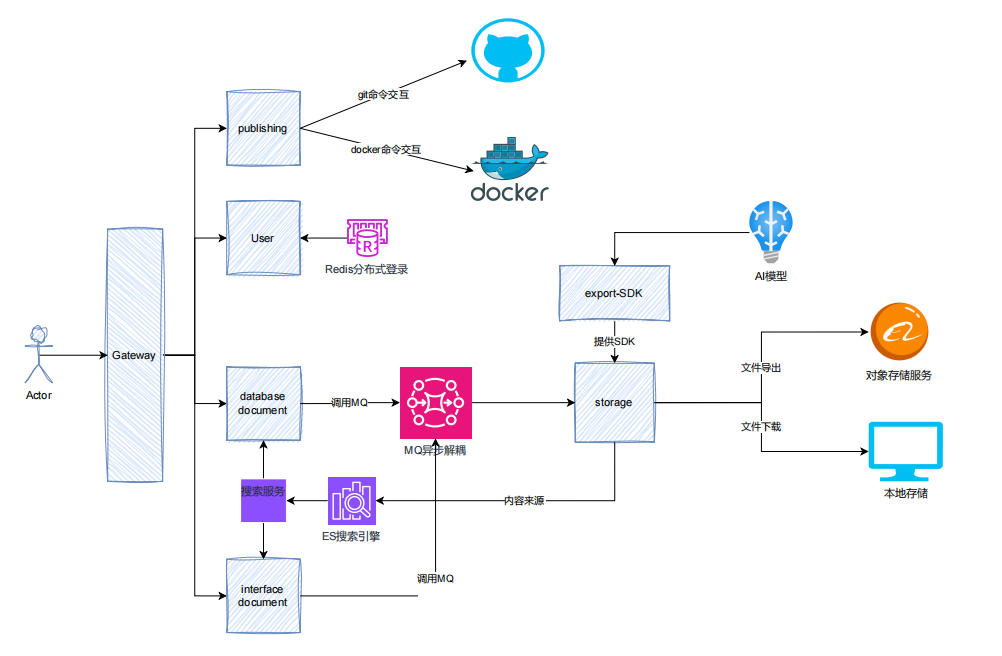 git命令交互
publishing
docker命令交互
docker
User
R
Redis分布式登录
AI模型
export-SDK
提供SDK
Actor
Gateway
文件导出
对象存储服务
database
document
调用MQ
storage
文件下载
MQ异步解耦
搜索服务
内容来源
本地存储
ES搜索引擎
调用MQ
interface
document